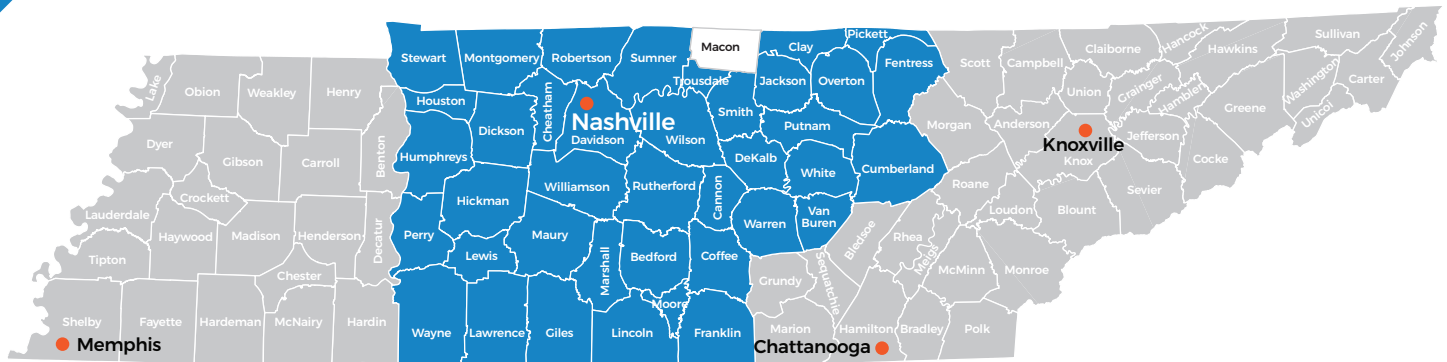 Stewart
Montgomery
Robertson
Sumner
Macon
Clay
Pickett
Fentress
Scott
Campbell
Claiborne
Hancock
Hawkins
Sullivan
Johnson
Lake
Obion
Weakley
Henry
Houston
Dickson
Cheatham
Trousdale
Smith
Jackson
Overton
Union
Grainger
Hamblen
Greene
Washington
Unicol
Carter
Nashville
Davidson
Wilson
Putnam
Morgan
Anderson
Knoxville
Knox
Jefferson
Cocke
Dyer
Gibson
Carroll
Benton
Humphreys
Hickman
Williamson
Rutherford
Cannon
DeKalb
White
Cumberland
Roane
Loudon
Blount
Sevier
Lauderdale
Crockett
Haywood
Madison
Henderson
Decatur
Perry
Lewis
Maury
Marshall
Bedford
Coffee
Warren
Van
Buren
Bledsoe
Rhea
Meigs
McMinn
Monroe
Tipton
Chester
Grundy
Sequatchie
Shelby
Fayette
Hardeman
McNairy
Hardin
Wayne
Lawrence
Giles
Lincoln
Moore
Franklin
Marion
Hamilton
Bradley
Polk
Memphis
Chattanooga